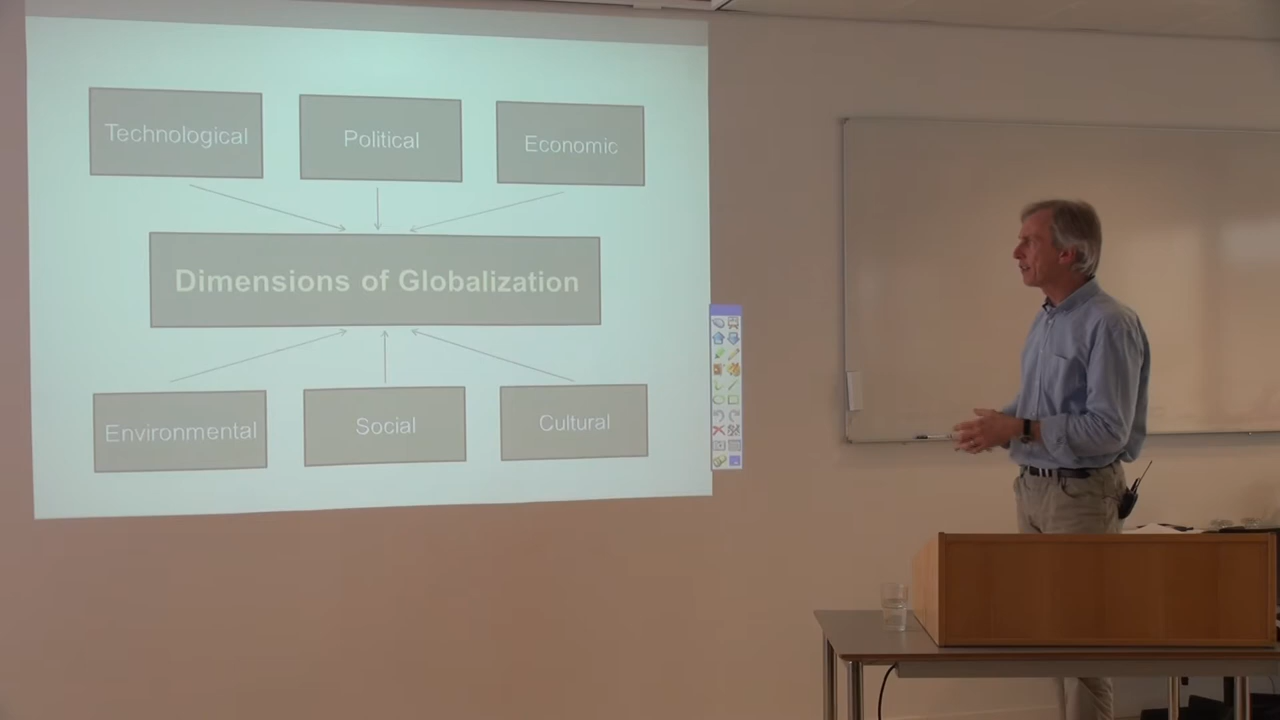 Technological
Political
Economic
Dimensions of Globalization
Environmental
Social
Cultural